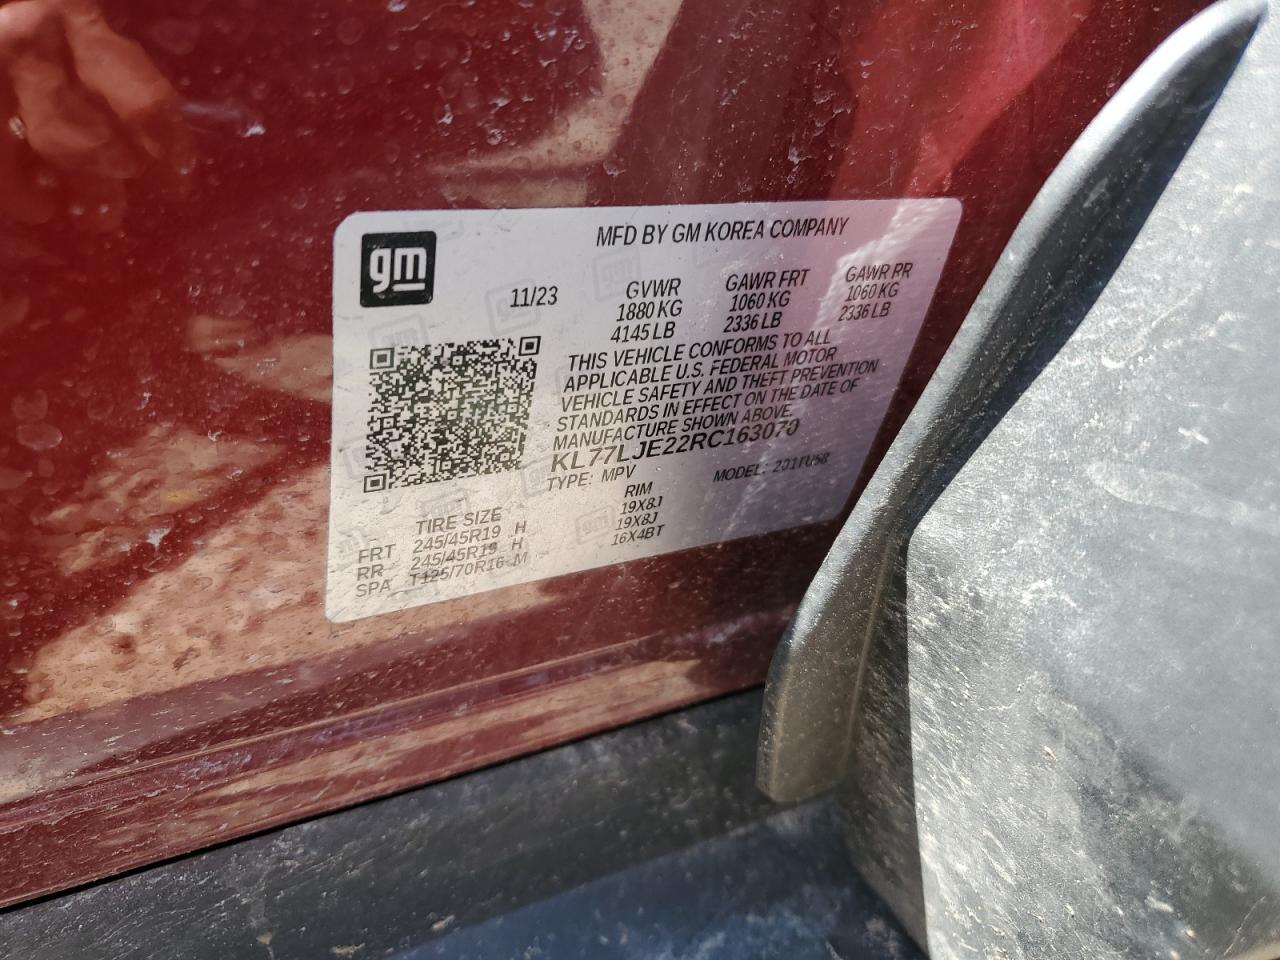 gm
MFD BY GM KOREA COMPANY
11/23
GVWR GAWR FRT GAWR RR
1880 KG 1060 KG 1060 KG
4145 LB 2336 LB 2336 LB
THIS VEHICLE CONFORMS TO ALL
APPLICABLE U.S. FEDERAL MOTOR
VEHICLE SAFETY AND THEFT PREVENTION
STANDARDS IN EFFECT ON THE DATE OF
MANUFACTURE SHOWN ABOVE.
KL77LJE22RC163070
TYPE: MPV MODEL:
TIRE SIZE RIM
FRT 245/45R19 H 19X8J
RR 245/45R19 H 19X8J
SPA T125/70R16 M 16X4BT